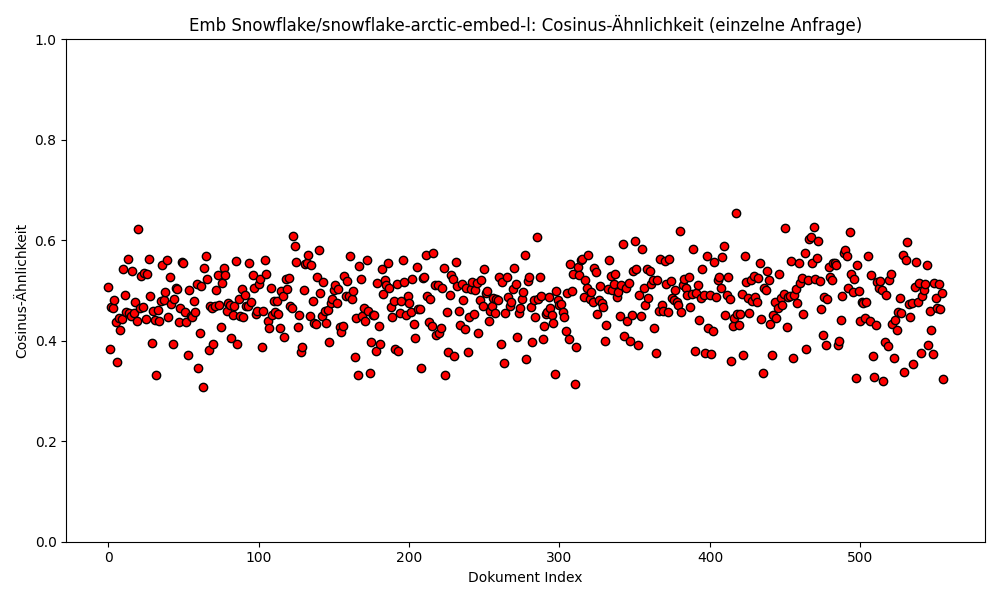 Emb Snowflake/snowflake-arctic-embed-l: Cosinus-Ähnlichkeit (einzelne Anfrage)
Cosinus-Ähnlichkeit
1.0
0.8
0.6
0.4
0.2
0.0
0 100 200 300 400 500
Dokument Index